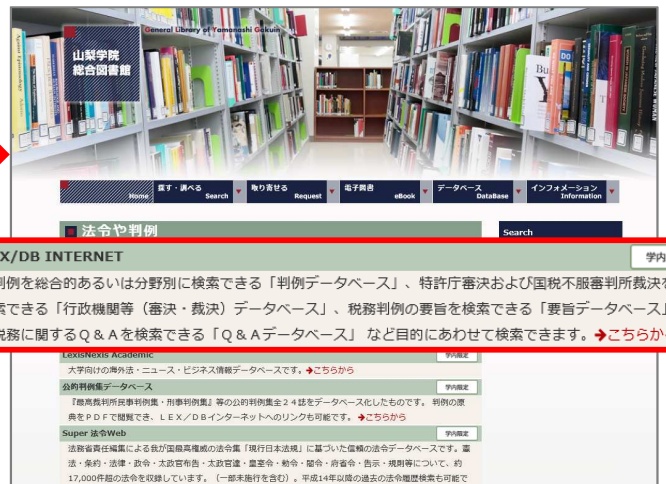 General Library of Yamanashi Gakuin
山梨学院
総合図書館
Home
探す・調べる
Search
取り寄せる
Request
電子図書
eBook
データベース
DataBase
インフォメーション
Information
法令や判例
Search
EX/DB INTERNET
学内
判例を総合的あるいは分野別に検索できる「判例データベース」、特許庁審決および国税不服審判所裁決を
索できる「行政機関等（審決・裁決）データベース」、税務判例の要旨を検索できる「要旨データベース」
税務に関するQ&Aを検索できる「Q&Aデータベース」 など目的にあわせて検索できます。➔こちらか
LexisNexis Academic
学内限定
大学向けの海外法・ニュース・ビジネス情報データベースです。➔こちらから
公的判例集データベース
学内限定
『最高裁判所民事判例集・刑事判例集』等の公的判例集全２４誌をデータベース化したものです。 判例の原
典をＰＤＦで閲覧でき、ＬＥＸ／ＤＢインターネットへのリンクも可能です。 ➔こちらから
Super 法令Web
学内限定
法務省責任編集による我が国最高権威の法令集「現行日本法規」に基づいた信頼の法令データベースです。憲
法・条約・法律・政令・太政官布告・太政官達・皇室令・勅令・閣令・府省令・告示・規則等について、約
17,000件超の法令を収録しています。（一部未施行を含む）。平成14年以降の過去の法令履歴検索も可能で